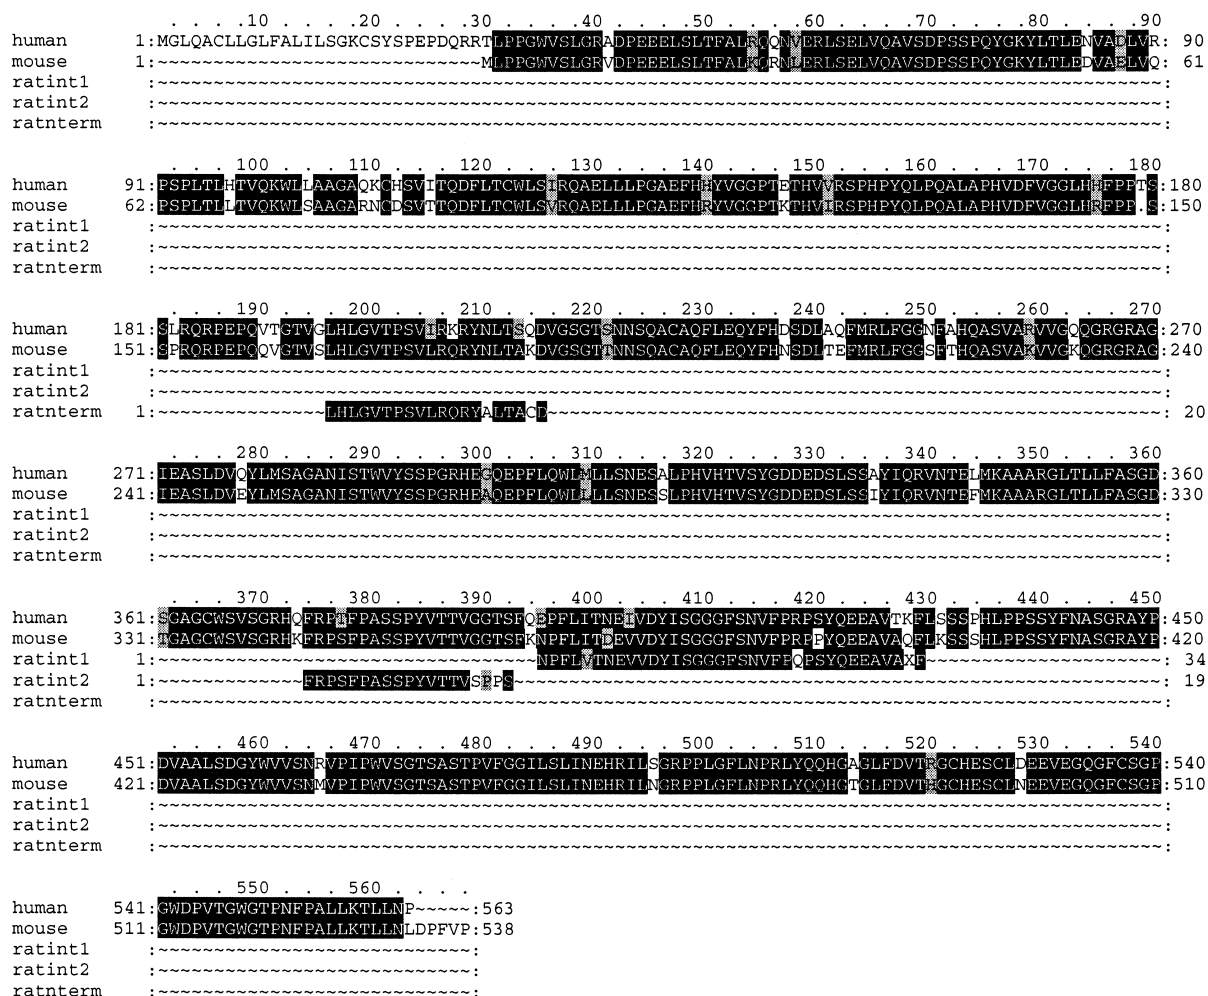 . .10 . .20 . .30 . .40 . .50 . .60 . .70 . .80 . .90
human 1:MGLQACLLGLFALILSGKCSYSPEPDQRRTLPPGWVSLGRADPEEELSLTFALRQQNVERLSELVQAVSDPSSPQYGKYLTLENVADLVR: 90
mouse 1:~~~~~~~~~~~~~~~~~~~~~~~~~~~~~MLPPGWVSLGRVDPEEELSLTFALKQRNLERLSELVQAVSDPSSPQYGKYLTLEDVAELVQ: 61
ratint1 :~~~~~~~~~~~~~~~~~~~~~~~~~~~~~~~~~~~~~~~~~~~~~~~~~~~~~~~~~~~~~~~~~~~~~~~~~~~~~~~~~~~~~~~~~~:
ratint2 :~~~~~~~~~~~~~~~~~~~~~~~~~~~~~~~~~~~~~~~~~~~~~~~~~~~~~~~~~~~~~~~~~~~~~~~~~~~~~~~~~~~~~~~~~~:
ratnterm :~~~~~~~~~~~~~~~~~~~~~~~~~~~~~~~~~~~~~~~~~~~~~~~~~~~~~~~~~~~~~~~~~~~~~~~~~~~~~~~~~~~~~~~~~~:
. . 100 . 110 . 120 . 130 . 140 . 150 . 160 . 170 . 180
human 91:PSPLTLHTVQKWLLAAGAQKCHSVITQDFLTCWLSIRQAELLLPGAEFHHYVGGPTETHVVRSPHPYQLPQALAPHVDFVGGLHHFPPTS:180
mouse 62:PSPLTLLTVQKWLSAAGARNCDSVTTQDFLTCWLSVRQAELLLPGAEFHRYVGGPTKTHVIRSPHPYQLPQALAPHVDFVGGLHRFPP.S:150
ratint1 :~~~~~~~~~~~~~~~~~~~~~~~~~~~~~~~~~~~~~~~~~~~~~~~~~~~~~~~~~~~~~~~~~~~~~~~~~~~~~~~~~~~~~~~~~~:
ratint2 :~~~~~~~~~~~~~~~~~~~~~~~~~~~~~~~~~~~~~~~~~~~~~~~~~~~~~~~~~~~~~~~~~~~~~~~~~~~~~~~~~~~~~~~~~~:
ratnterm :~~~~~~~~~~~~~~~~~~~~~~~~~~~~~~~~~~~~~~~~~~~~~~~~~~~~~~~~~~~~~~~~~~~~~~~~~~~~~~~~~~~~~~~~~~:
. . 190 . 200 . 210 . 220 . 230 . 240 . 250 . 260 . 270
human 181:SLRQRPEPQVTGTVGLHLGVTPSVIRKRYNLTSQDVGSGTSNNSQACAQFLEQYFHDSDLAQFMRLFGGNFAHQASVARVVGQQGRGRAG:270
mouse 151:SPRQRPEPQQVGTVSLHLGVTPSVLRQRYNLTAKDVGSGTTNNSQACAQFLEQYFHNSDLTEFMRLFGGSFTHQASVAKVVGKQGRGRAG:240
ratint1 :~~~~~~~~~~~~~~~~~~~~~~~~~~~~~~~~~~~~~~~~~~~~~~~~~~~~~~~~~~~~~~~~~~~~~~~~~~~~~~~~~~~~~~~~~~:
ratint2 :~~~~~~~~~~~~~~~~~~~~~~~~~~~~~~~~~~~~~~~~~~~~~~~~~~~~~~~~~~~~~~~~~~~~~~~~~~~~~~~~~~~~~~~~~~:
ratnterm 1:~~~~~~~~~~~~~~~LHLGVTPSVLRQRYALTACD~~~~~~~~~~~~~~~~~~~~~~~~~~~~~~~~~~~~~~~~~~~~~~~~~~~~~~~: 20
. . 280 . 290 . 300 . 310 . 320 . 330 . 340 . 350 . 360
human 271:IEASLDVQYLMSAGANISTWVYSSPGRHEGQEPFLQWLMLLSNESALPHVHTVSYGDDEDSLSSAYIQRVNTELMKAAARGLTLLFASGD:360
mouse 241:IEASLDVEYLMSAGANISTWVYSSPGRHEAQEPFLQWLLLLSNESSLPHVHTVSYGDDEDSLSSIYIQRVNTEFMKAAARGLTLLFASGD:330
ratint1 :~~~~~~~~~~~~~~~~~~~~~~~~~~~~~~~~~~~~~~~~~~~~~~~~~~~~~~~~~~~~~~~~~~~~~~~~~~~~~~~~~~~~~~~~~~:
ratint2 :~~~~~~~~~~~~~~~~~~~~~~~~~~~~~~~~~~~~~~~~~~~~~~~~~~~~~~~~~~~~~~~~~~~~~~~~~~~~~~~~~~~~~~~~~~:
ratnterm :~~~~~~~~~~~~~~~~~~~~~~~~~~~~~~~~~~~~~~~~~~~~~~~~~~~~~~~~~~~~~~~~~~~~~~~~~~~~~~~~~~~~~~~~~~:
. . 370 . 380 . 390 . 400 . 410 . 420 . 430 . 440 . 450
human 361:SGAGCWSVSGRHQFRPTFPASSPYVTTVGGTSFQEPFLITNEIVDYISGGGFSNVFPRPSYQEEAVTKFLSSSPHLPPSSYFNASGRAYP:450
mouse 331:TGAGCWSVSGRHKFRPSFPASSPYVTTVGGTSFKNPFLITDEVVDYISGGGFSNVFPRPPYQEEAVAQFLKSSSHLPPSSYFNASGRAYP:420
ratint1 1:~~~~~~~~~~~~~~~~~~~~~~~~~~~~~~~~~~NPFLVTNEVVDYISGGGFSNVFPQPSYQEEAVAXF~~~~~~~~~~~~~~~~~~~~~: 34
ratint2 1:~~~~~~~~~~~~~FRPSFPASSPYVTTVSPPS~~~~~~~~~~~~~~~~~~~~~~~~~~~~~~~~~~~~~~~~~~~~~~~~~~~~~~~~~~: 19
ratnterm :~~~~~~~~~~~~~~~~~~~~~~~~~~~~~~~~~~~~~~~~~~~~~~~~~~~~~~~~~~~~~~~~~~~~~~~~~~~~~~~~~~~~~~~~~~:
. . 460 . 470 . 480 . 490 . 500 . 510 . 520 . 530 . 540
human 451:DVAALSDGYWVVSNRVPIPWVSGTSASTPVFGGILSLINEHRILSGRPPLGFLNPRLYQQHGAGLFDVTRGCHESCLDEEVEGQGFCSGP:540
mouse 421:DVAALSDGYWVVSNMVPIPWVSGTSASTPVFGGILSLINEHRILNGRPPLGFLNPRLYQQHGTGLFDVTHGCHESCLNEEVEGQGFCSGP:510
ratint1 :~~~~~~~~~~~~~~~~~~~~~~~~~~~~~~~~~~~~~~~~~~~~~~~~~~~~~~~~~~~~~~~~~~~~~~~~~~~~~~~~~~~~~~~~~~:
ratint2 :~~~~~~~~~~~~~~~~~~~~~~~~~~~~~~~~~~~~~~~~~~~~~~~~~~~~~~~~~~~~~~~~~~~~~~~~~~~~~~~~~~~~~~~~~~:
ratnterm :~~~~~~~~~~~~~~~~~~~~~~~~~~~~~~~~~~~~~~~~~~~~~~~~~~~~~~~~~~~~~~~~~~~~~~~~~~~~~~~~~~~~~~~~~~:
. . 550 . 560 . . .
human 541:GWDPVTGWGTPNFPALLKTLLNP~~~~~:563
mouse 511:GWDPVTGWGTPNFPALLKTLLNLDPFVP:538
ratint1 :~~~~~~~~~~~~~~~~~~~~~~~~~~~~:
ratint2 :~~~~~~~~~~~~~~~~~~~~~~~~~~~~:
ratnterm :~~~~~~~~~~~~~~~~~~~~~~~~~~~~: